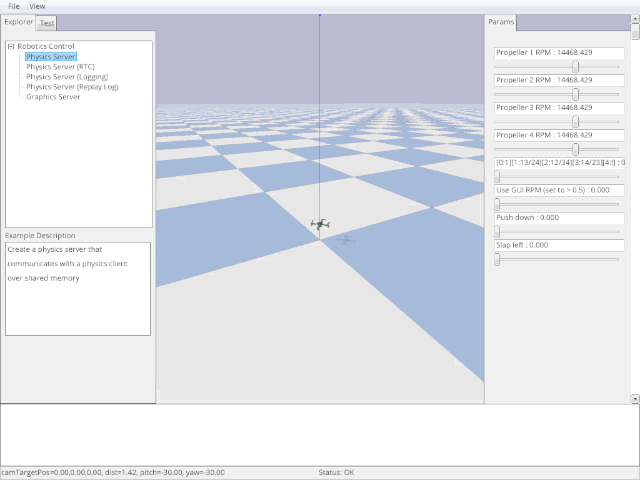 File View
Explorer Test
Robotics Control
Physics Server
Physics Server (RTC)
Physics Server (Logging)
Physics Server (Replay Log)
Graphics Server
Example Description
Create a physics server that
communicates with a physics client
over shared memory
Params
Propeller 1 RPM : 14468.429
Propeller 2 RPM : 14468.429
Propeller 3 RPM : 14468.429
Propeller 4 RPM : 14468.429
[0:1][1:13/24][2:12/34][3:14/23][4:!] : 0
Use GUI RPM (set to > 0.5) : 0.000
Push down : 0.000
Slap left : 0.000
camTargetPos=0.00,0.00,0.00, dist=1.42, pitch=-30.00, yaw=-30.00 Status: OK